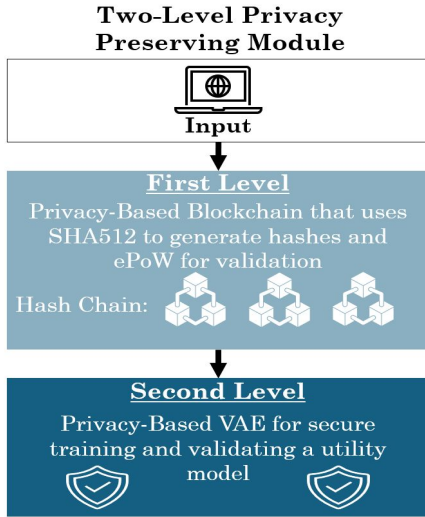 Two-Level Privacy
Preserving Module
Input
First Level
Privacy-Based Blockchain that uses
SHA512 to generate hashes and
ePoW for validation
Hash Chain:
Second Level
Privacy-Based VAE for secure
training and validating a utility
model